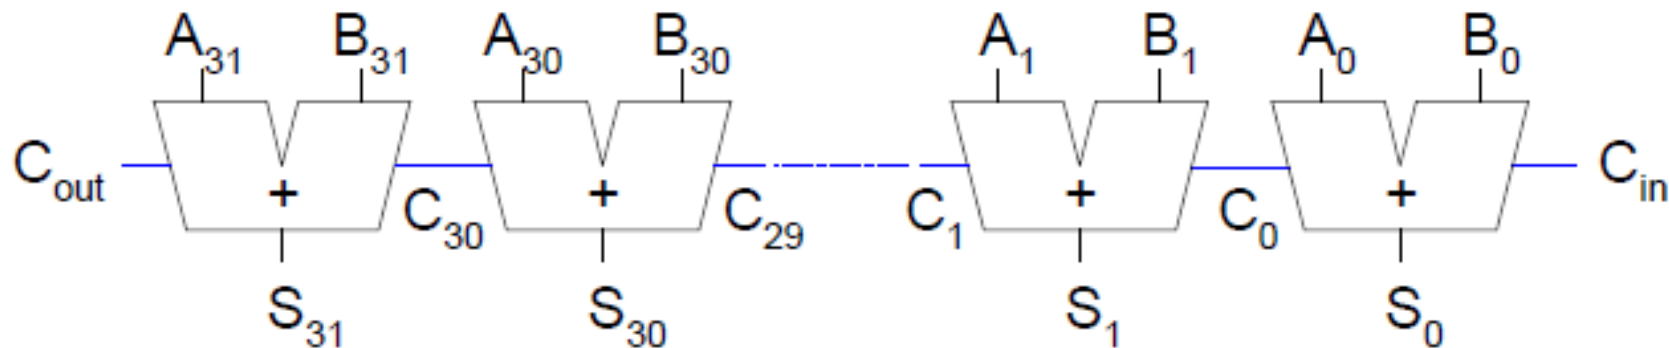 A31 B31 A30 B30 A1 B1 A0 B0
Cout + C30 + C29 C1 + C0 + Cin
S31 S30 S1 S0